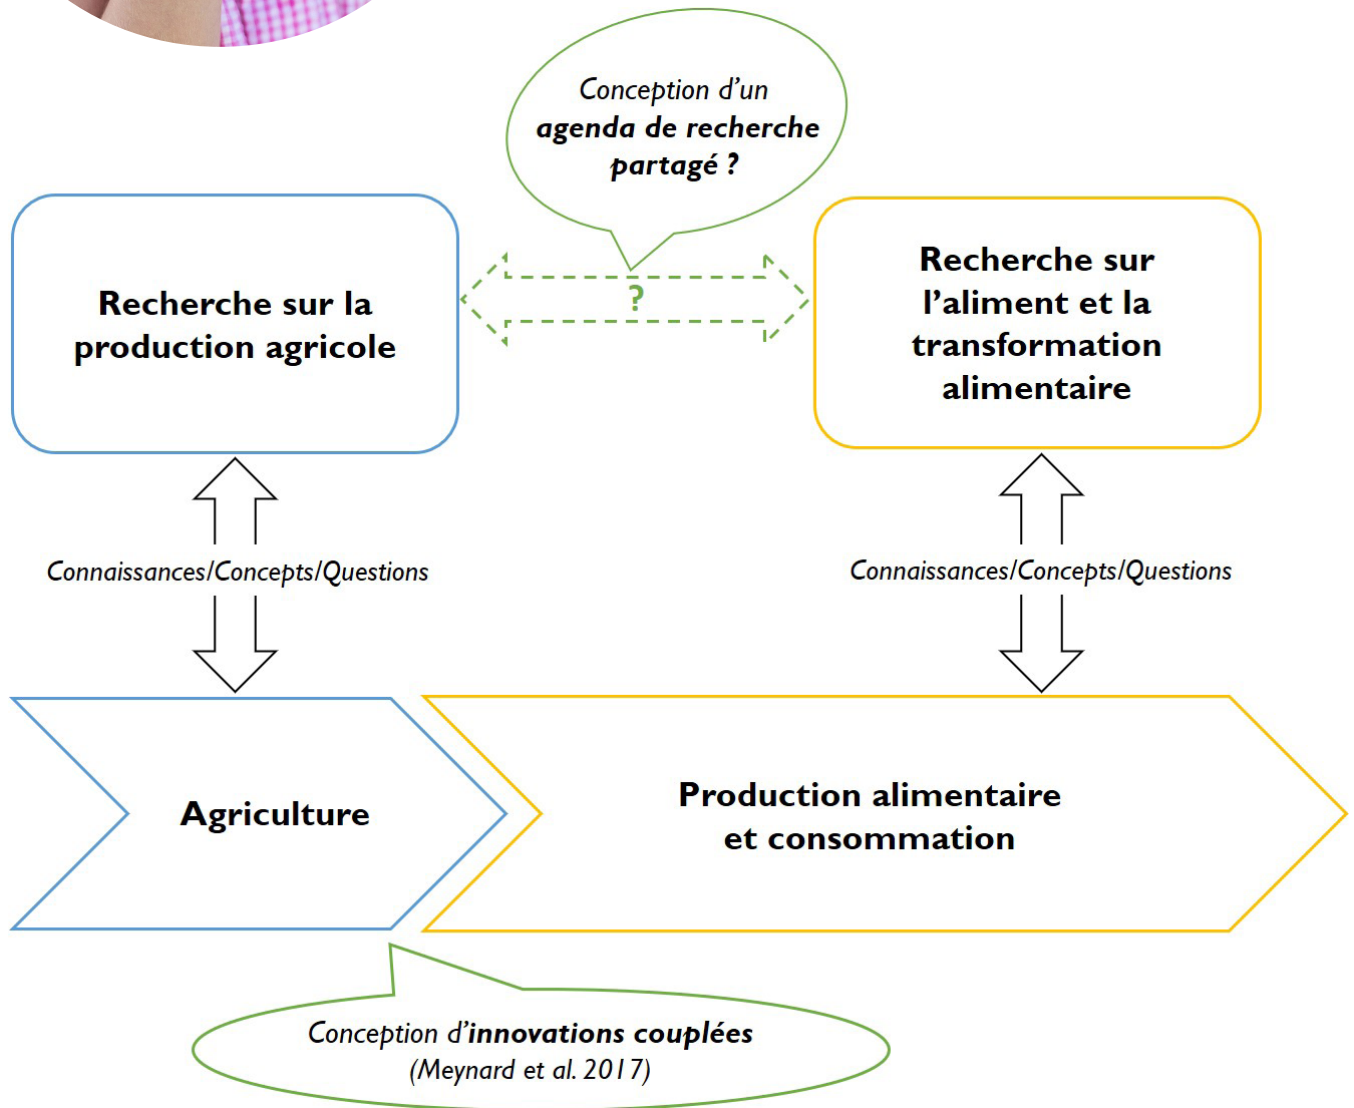 Conception d’un
agenda de recherche
partagé ?
Recherche sur la
production agricole
?
Recherche sur
l’aliment et la
transformation
alimentaire
Connaissances/Concepts/Questions
Connaissances/Concepts/Questions
Agriculture
Production alimentaire
et consommation
Conception d’innovations couplées
(Meynard et al. 2017)